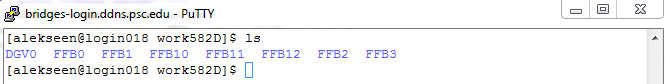 bridges-login.ddns.psc.edu - PuTTY
[alekseen@login018 work582D]$ ls
DGV0  FFB0  FFB1  FFB10  FFB11  FFB12  FFB2  FFB3
[alekseen@login018 work582D]$